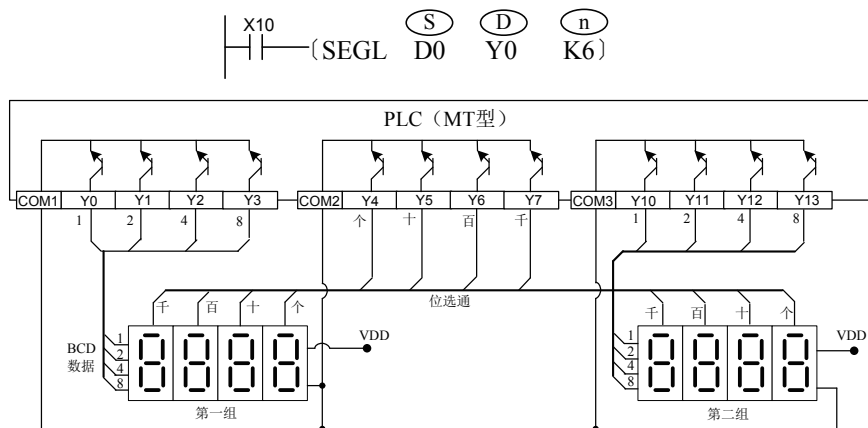 X10
S D n
SEGL D0 Y0 K6
PLC（MT型）
COM1 Y0 Y1 Y2 Y3 COM2 Y4 Y5 Y6 Y7 COM3 Y10 Y11 Y12 Y13
1 2 4 8 个 十 百 千 1 2 4 8
位选通
千 百 十 个 千 百 十 个
BCD
数据
1
2
4
8
VDD
1
2
4
8
VDD
第一组 第二组